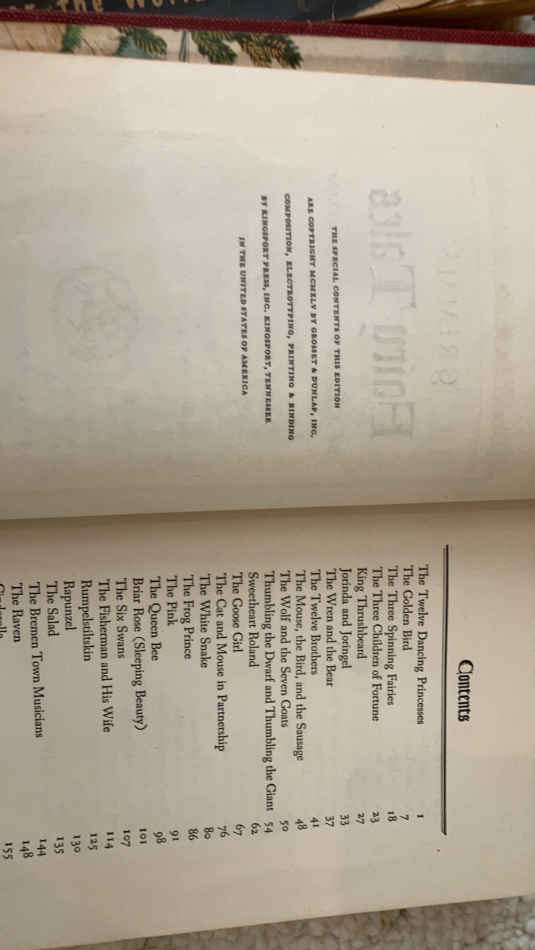 the
THE SPECIAL CONTENTS OF THIS EDITION
ARE COPYRIGHT MCMXLV BY GROSSET & DUNLAP, INC.
COMPOSITION, ELECTROTYPING, PRINTING & BINDING
BY KINGSPORT PRESS, INC. KINGSPORT, TENNESSEE
IN THE UNITED STATES OF AMERICA
Contents
The Twelve Dancing Princesses 1
The Golden Bird 7
The Three Spinning Fairies 18
The Three Children of Fortune 23
King Thrushbeard 27
Jorinda and Joringel 33
The Wren and the Bear 37
The Twelve Brothers 41
The Mouse, the Bird, and the Sausage 48
The Wolf and the Seven Goats 50
Thumbling the Dwarf and Thumbling the Giant 54
Sweetheart Roland 62
The Goose Girl 67
The Cat and Mouse in Partnership 76
The White Snake 80
The Frog Prince 86
The Pink 91
The Queen Bee 98
Briar Rose (Sleeping Beauty) 101
The Six Swans 107
The Fisherman and His Wife 114
Rumpelstiltskin 125
Rapunzel 130
The Salad 135
The Bremen Town Musicians 144
The Raven 148
Cinderella 155